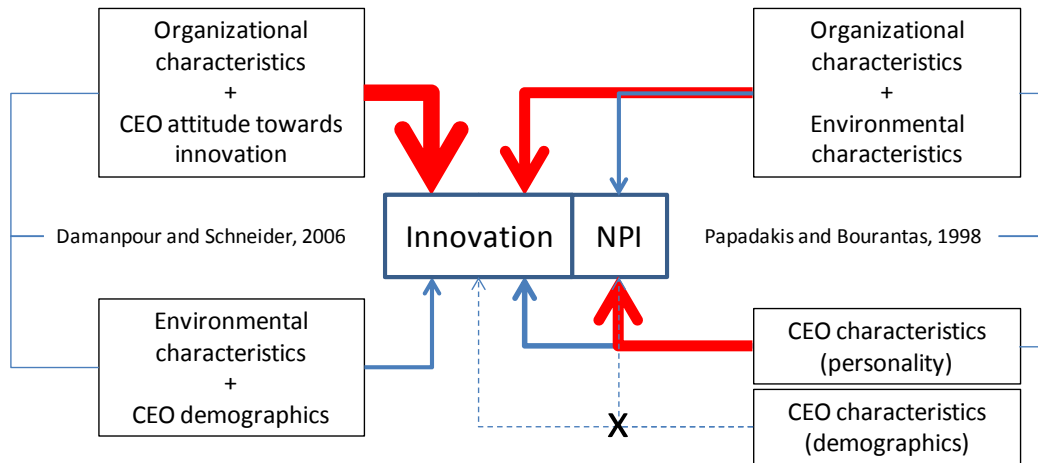 Organizational
characteristics
+
CEO attitude towards
innovation
Organizational
characteristics
+
Environmental
characteristics
Damanpour and Schneider, 2006
Innovation
NPI
Papadakis and Bourantas, 1998
Environmental
characteristics
+
CEO demographics
CEO characteristics
(personality)
X
CEO characteristics
(demographics)